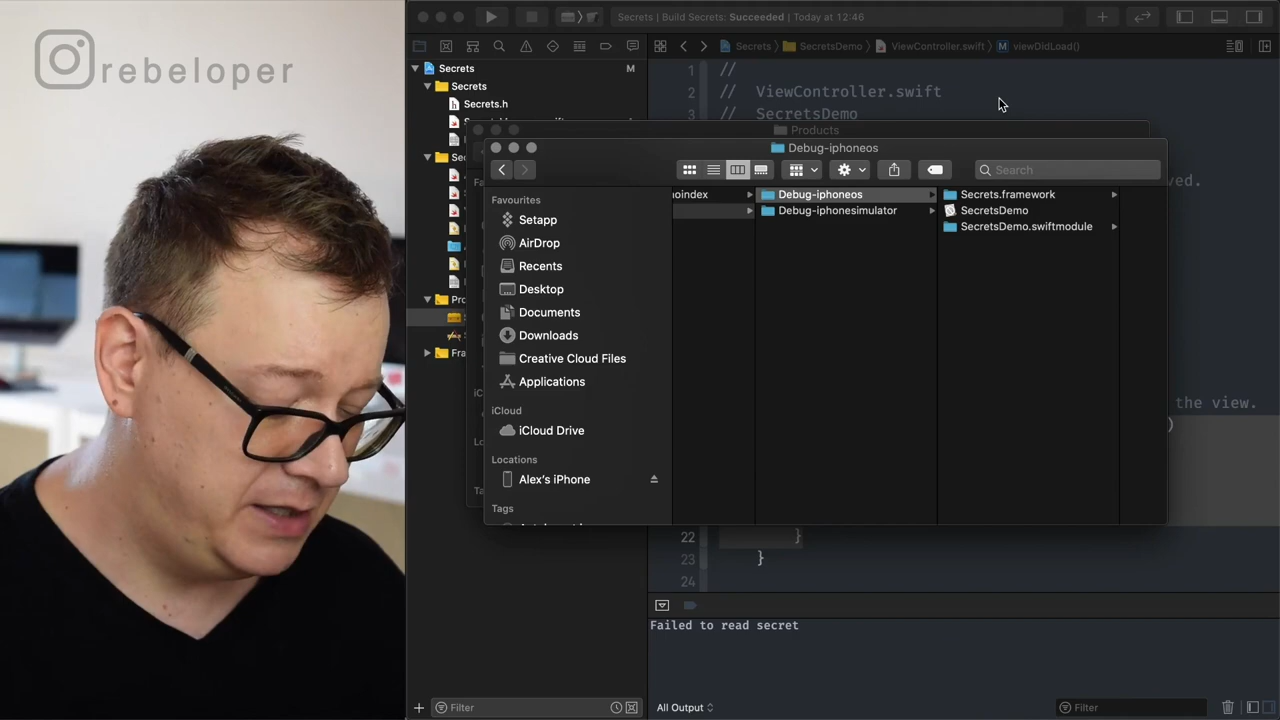 rebeloper
Secrets | Build Secrets: Succeeded | Today at 12:46
Secrets
M
Secrets
Secrets.h
Secrets
SecretsDemo
ViewController.swift
M
viewDidLoad()
1
//
2
// ViewController.swift
3
// SecretsDemo
Products
Debug-iphoneos
Search
Favourites
Setapp
AirDrop
Recents
Desktop
Documents
Downloads
Creative Cloud Files
Applications
iCloud
iCloud Drive
Locations
Alex's iPhone
Tags
Debug-iphoneos
Debug-iphonesimulator
Secrets.framework
SecretsDemo
SecretsDemo.swiftmodule
the view.
22
}
23
}
24
Failed to read secret
Filter
All Output
Filter